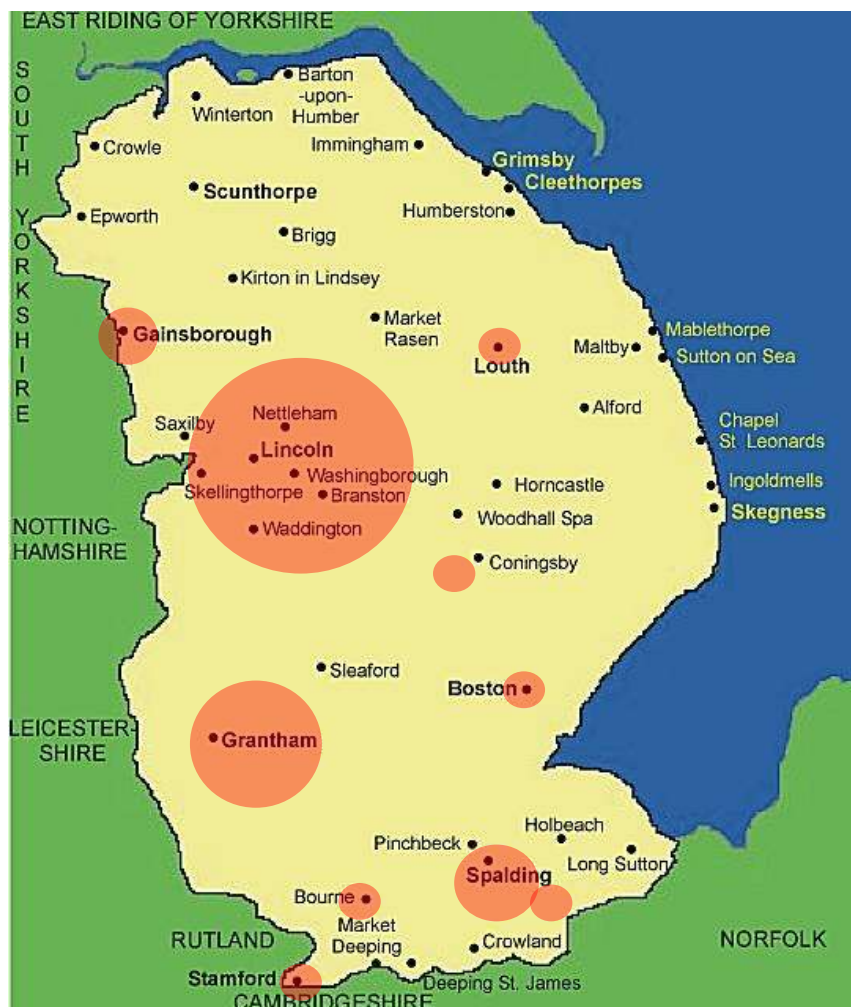 EAST RIDING OF YORKSHIRE
SOUTH YORKSHIRE
Barton
-upon-
Humber
Winterton
Crowle
Immingham
Grimsby
Cleethorpes
Scunthorpe
Humberston
Epworth
Brigg
Kirton in Lindsey
Market
Rasen
Gainsborough
Louth
Maltby
Mablethorpe
Sutton on Sea
Alford
Nettleham
Saxilby
Chapel
St Leonards
Lincoln
Washingborough
Skellingthorpe
Branston
Horncastle
Ingoldmells
Woodhall Spa
Skegness
Waddington
NOTTING-
HAMSHIRE
Coningsby
Sleaford
Boston
LEICESTER-
SHIRE
Grantham
Holbeach
Pinchbeck
Long Sutton
Spalding
Bourne
Market
Deeping
RUTLAND
Crowland
NORFOLK
Stamford
Deeping St. James
CAMBRIDGESHIRE